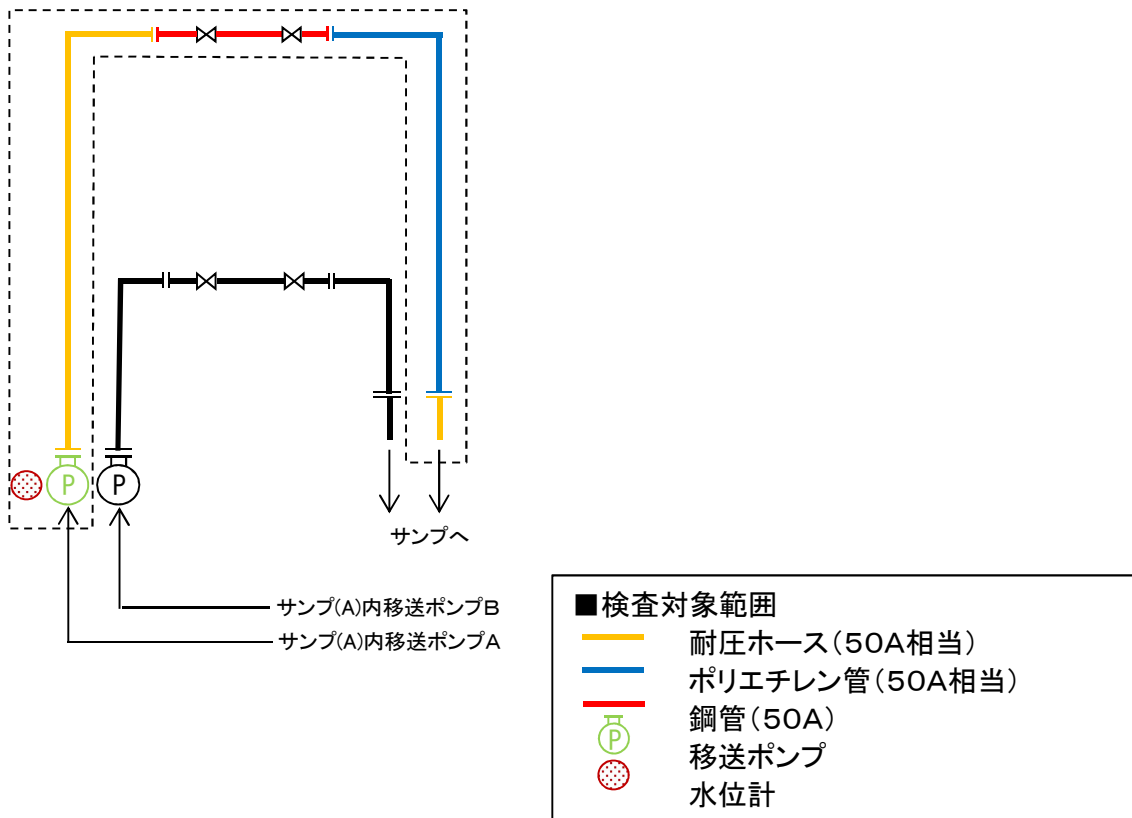 P
P
サンプへ
サンプ(A)内移送ポンプB
サンプ(A)内移送ポンプA
■検査対象範囲
耐圧ホース(50A相当)
ポリエチレン管(50A相当)
鋼管(50A)
P
移送ポンプ
水位計